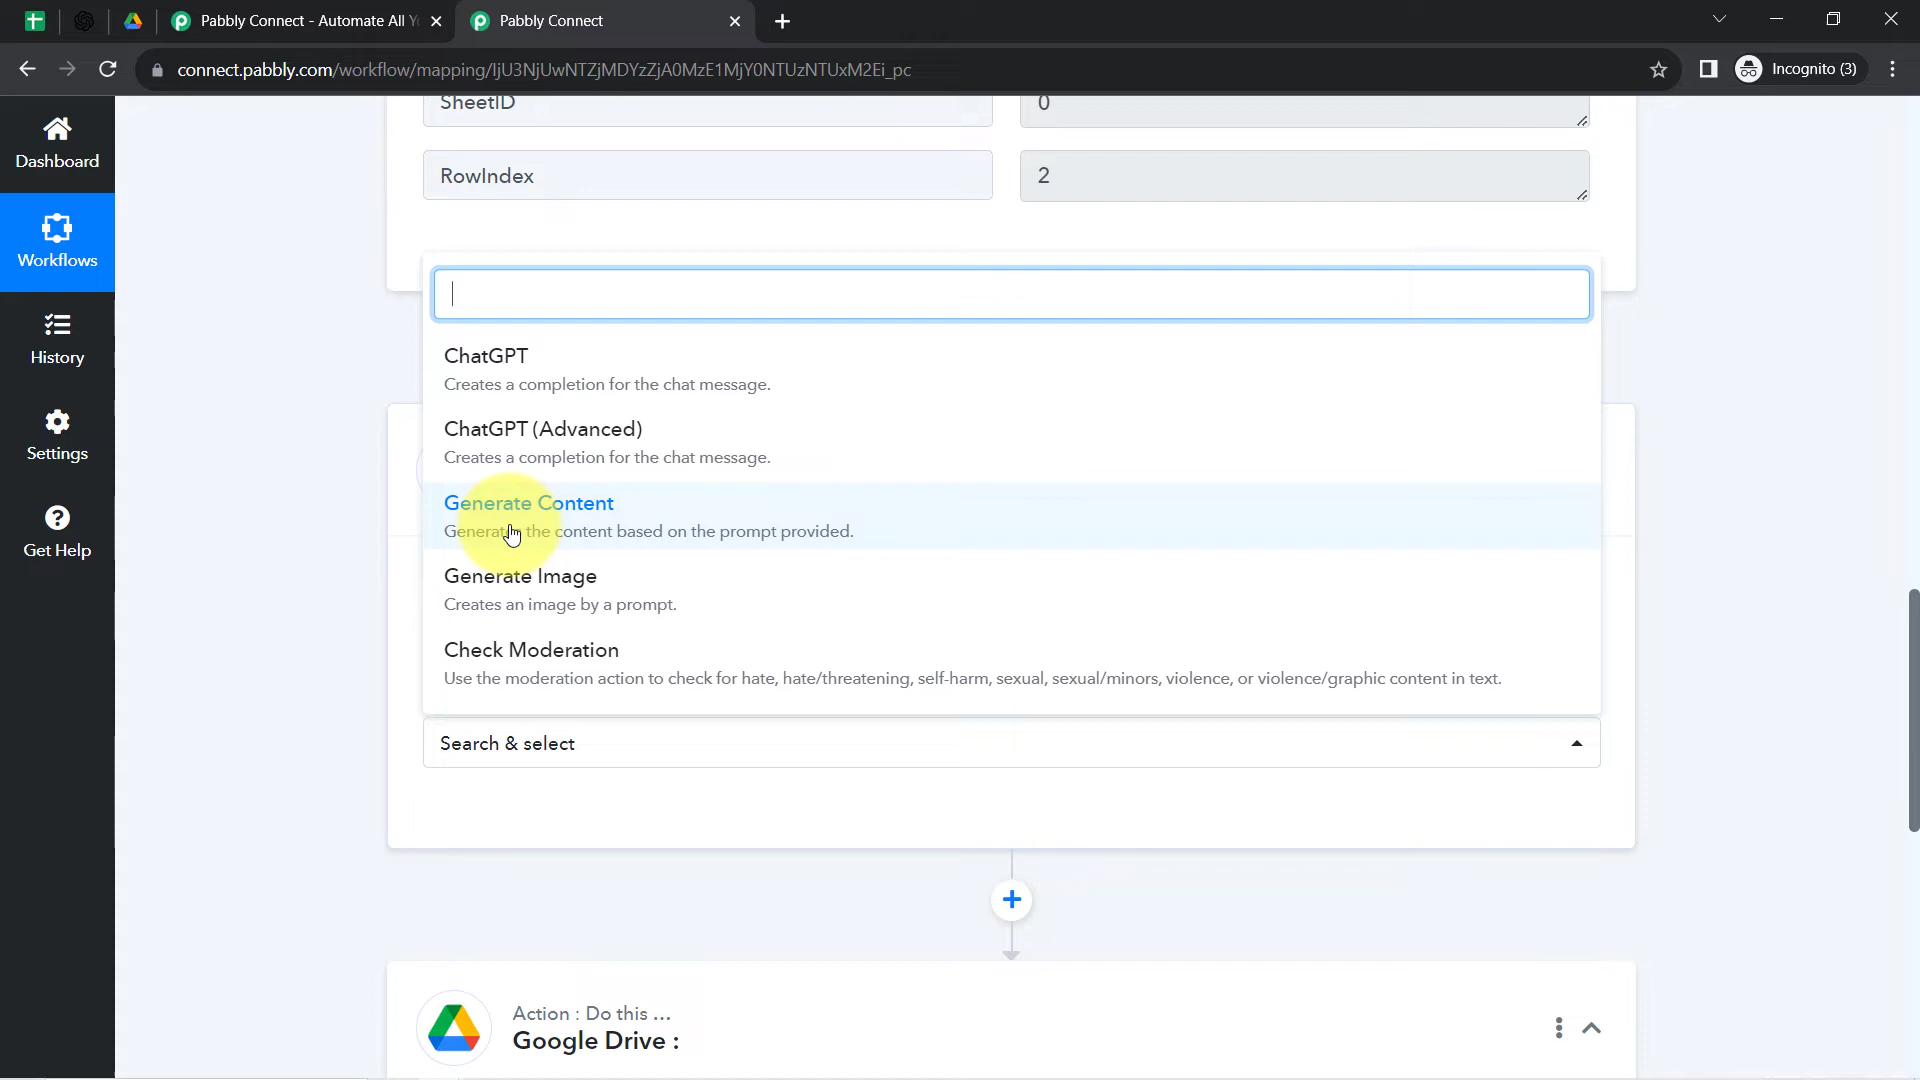 Pabbly Connect - Automate All Y
Pabbly Connect
connect.pabbly.com/workflow/mapping/IjU3NjUwNTZjMDYzZjA0MzE1MjY0NTUzNTUxM2Ei_pc
Incognito (3)
Dashboard
Workflows
History
Settings
Get Help
SheetID
0
RowIndex
2
ChatGPT
Creates a completion for the chat message.
ChatGPT (Advanced)
Creates a completion for the chat message.
Generate Content
Generates the content based on the prompt provided.
Generate Image
Creates an image by a prompt.
Check Moderation
Use the moderation action to check for hate, hate/threatening, self-harm, sexual, sexual/minors, violence, or violence/graphic content in text.
Search & select
Action : Do this ...
Google Drive :